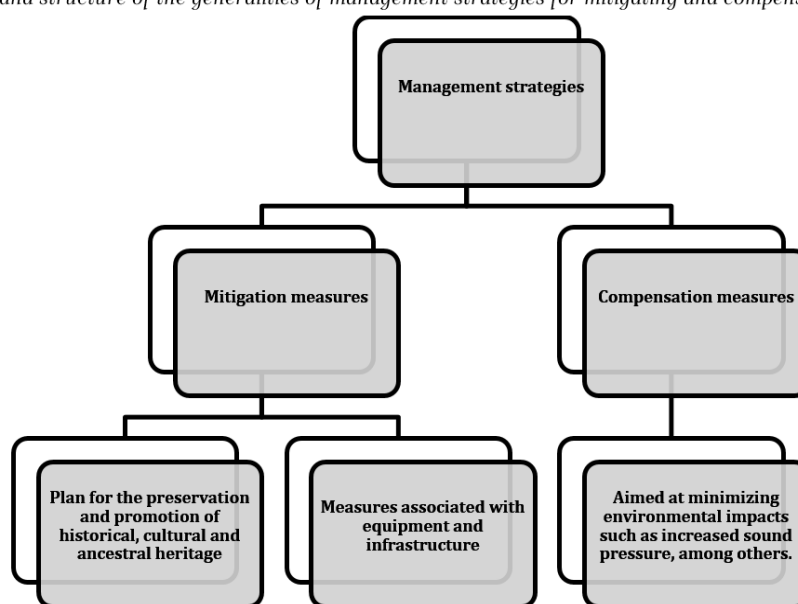 and structure of the generalities of management strategies for mitigating and compens
Management strategies
Mitigation measures
Compensation measures
Plan for the preservation
and promotion of
historical, cultural and
ancestral heritage
Measures associated with
equipment and
infrastructure
Aimed at minimizing
environmental impacts
such as increased sound
pressure, among others.